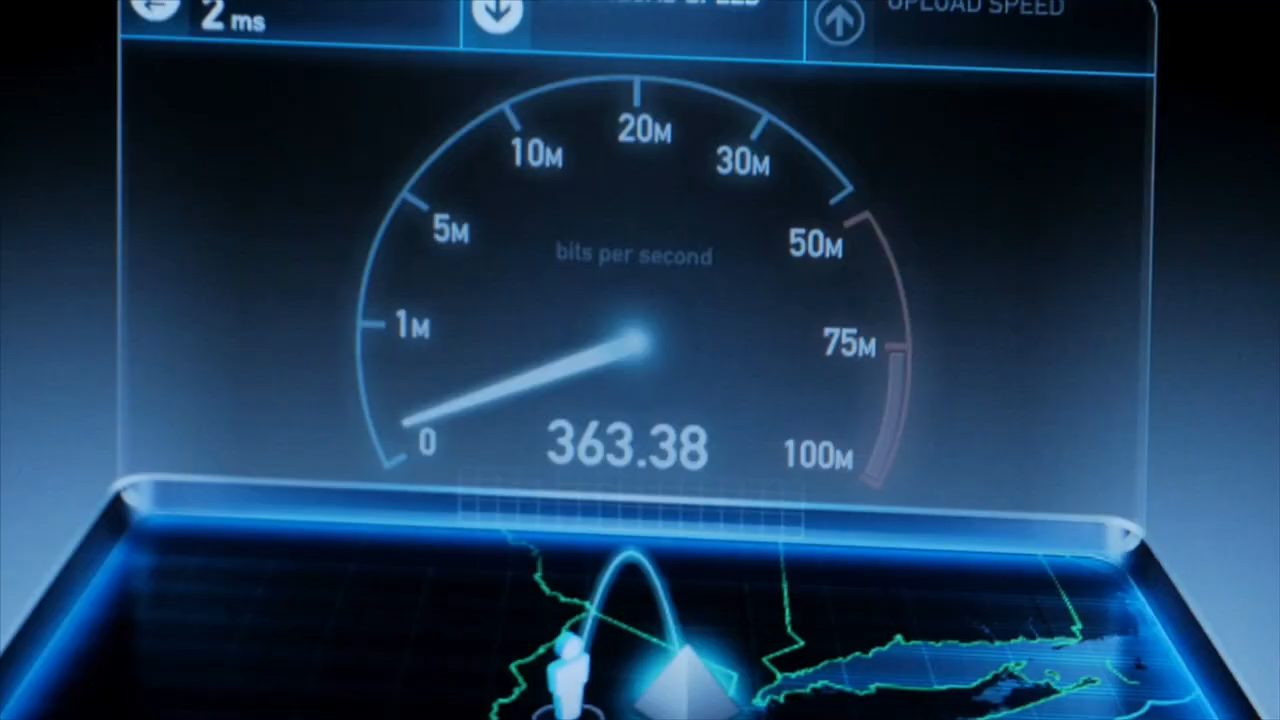 2 ms
UPLOAD SPEED
20M
10M
30M
5M
50M
bits per second
1M
75M
0
363.38
100M